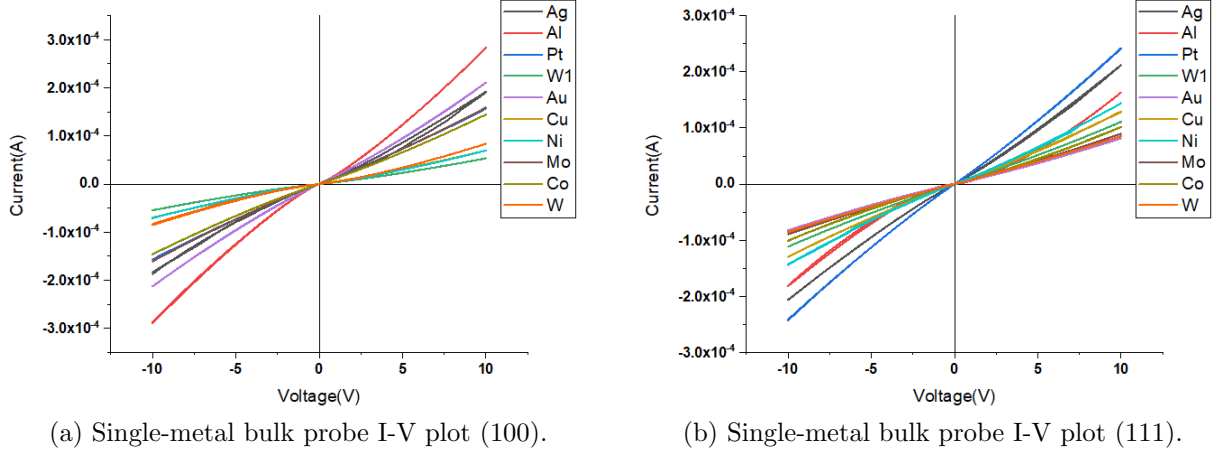 3.0x10-4
2.0x10-4
1.0x10-4
0.0
-1.0x10-4
-2.0x10-4
-3.0x10-4
Current(A)
-10 -5 0 5 10
Voltage(V)
Ag
Al
Pt
W1
Au
Cu
Ni
Mo
Co
W
(a) Single-metal bulk probe I-V plot (100).
3.0x10-4
2.0x10-4
1.0x10-4
0.0
-1.0x10-4
-2.0x10-4
-3.0x10-4
Current(A)
-10 -5 0 5 10
Voltage(V)
Ag
Al
Pt
W1
Au
Cu
Ni
Mo
Co
W
(b) Single-metal bulk probe I-V plot (111).